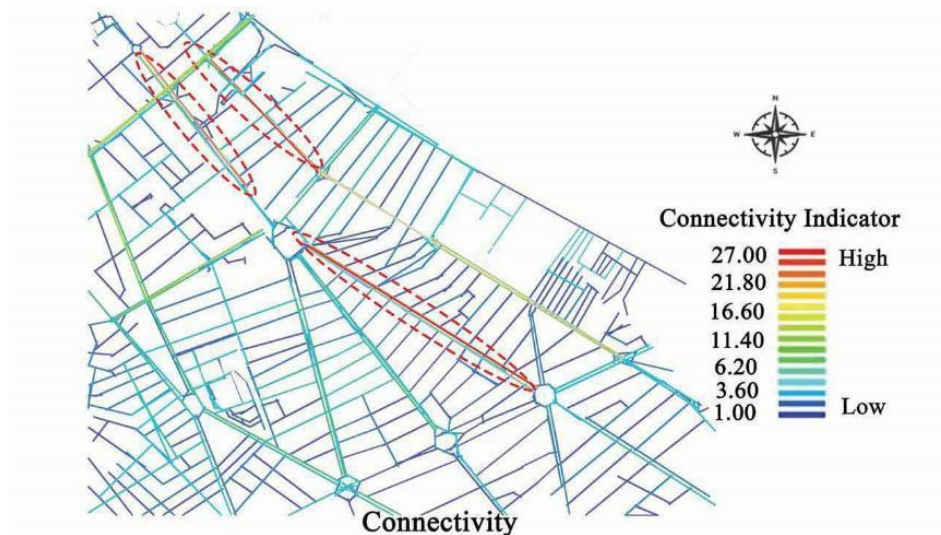 N
W E
S
Connectivity Indicator
27.00 High
21.80
16.60
11.40
6.20
3.60
1.00 Low
Connectivity